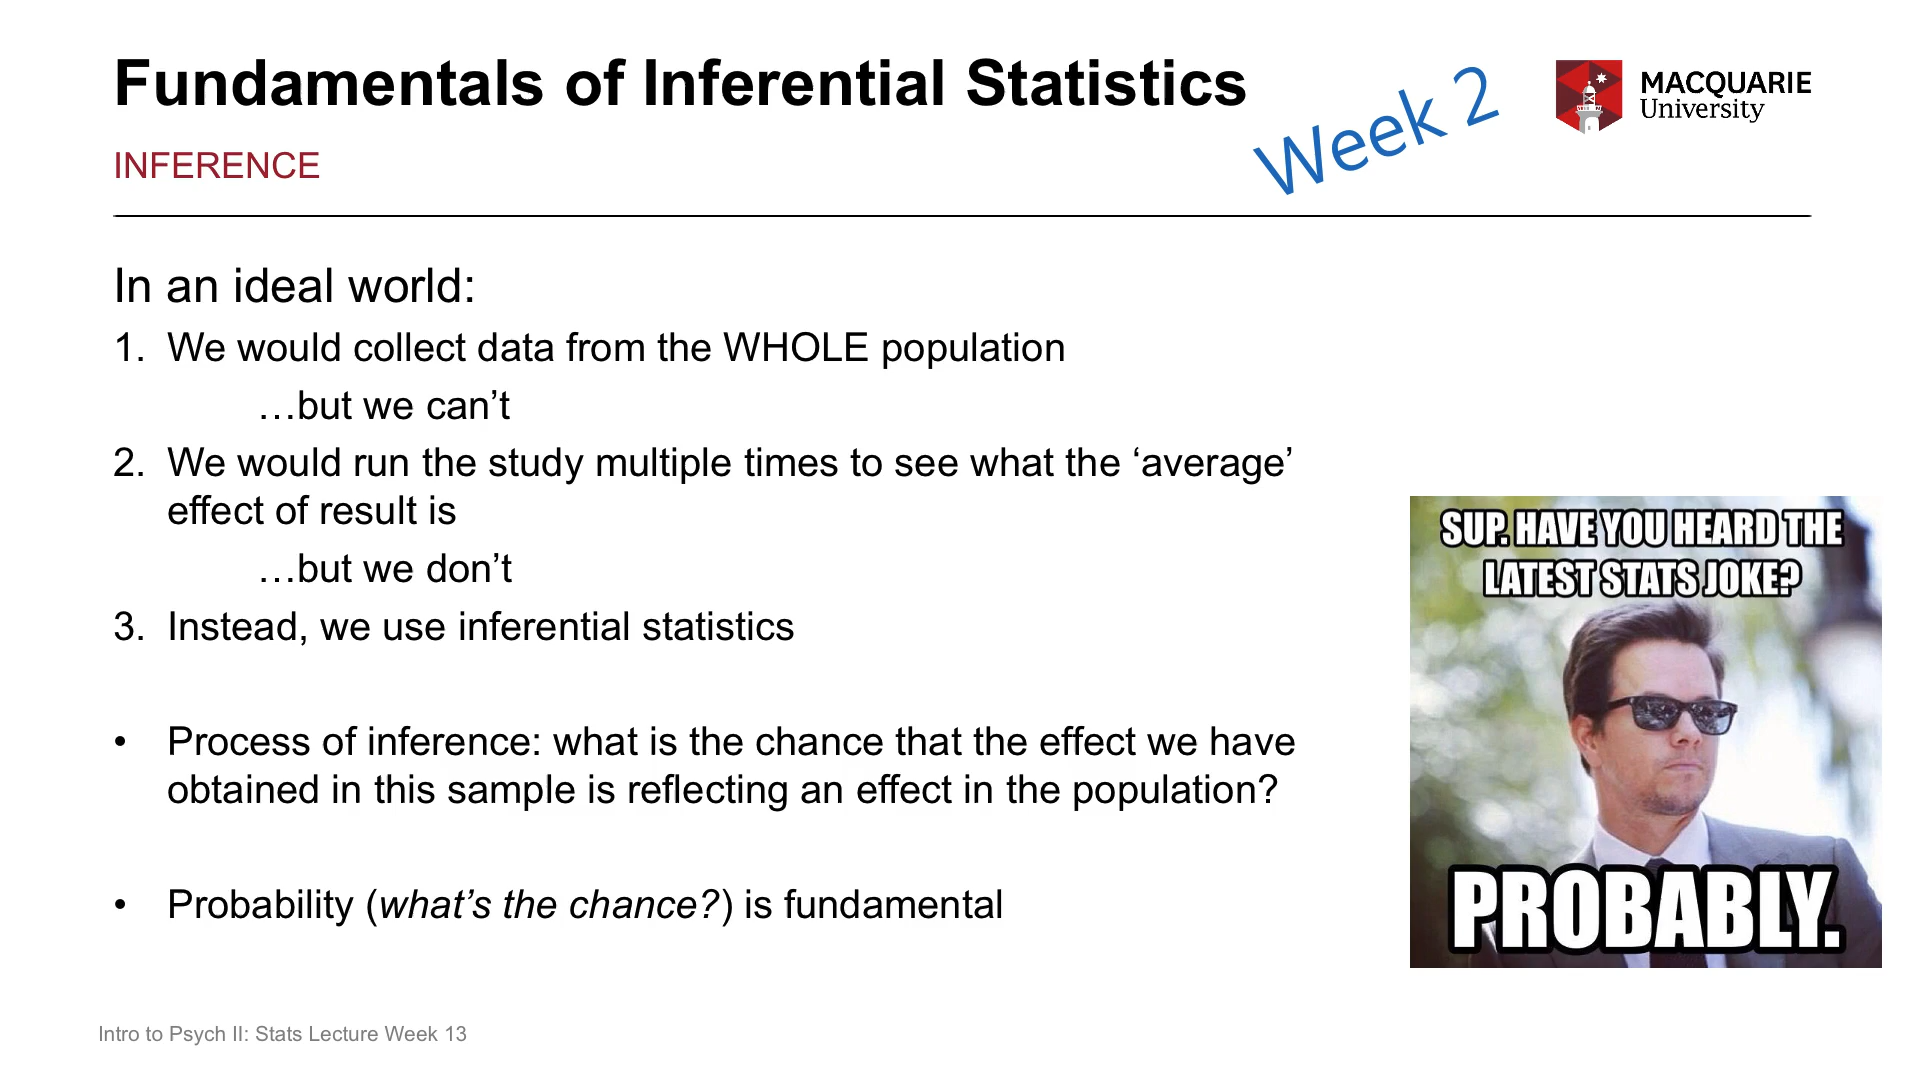 Fundamentals of Inferential Statistics
Week 2
MACQUARIE
University
INFERENCE
In an ideal world:
1. We would collect data from the WHOLE population
…but we can’t
2. We would run the study multiple times to see what the ‘average’
effect of result is
…but we don’t
3. Instead, we use inferential statistics
• Process of inference: what is the chance that the effect we have
obtained in this sample is reflecting an effect in the population?
• Probability (what’s the chance?) is fundamental
SUP. HAVE YOU HEARD THE
LATEST STATS JOKE?
PROBABLY.
Intro to Psych II: Stats Lecture Week 13